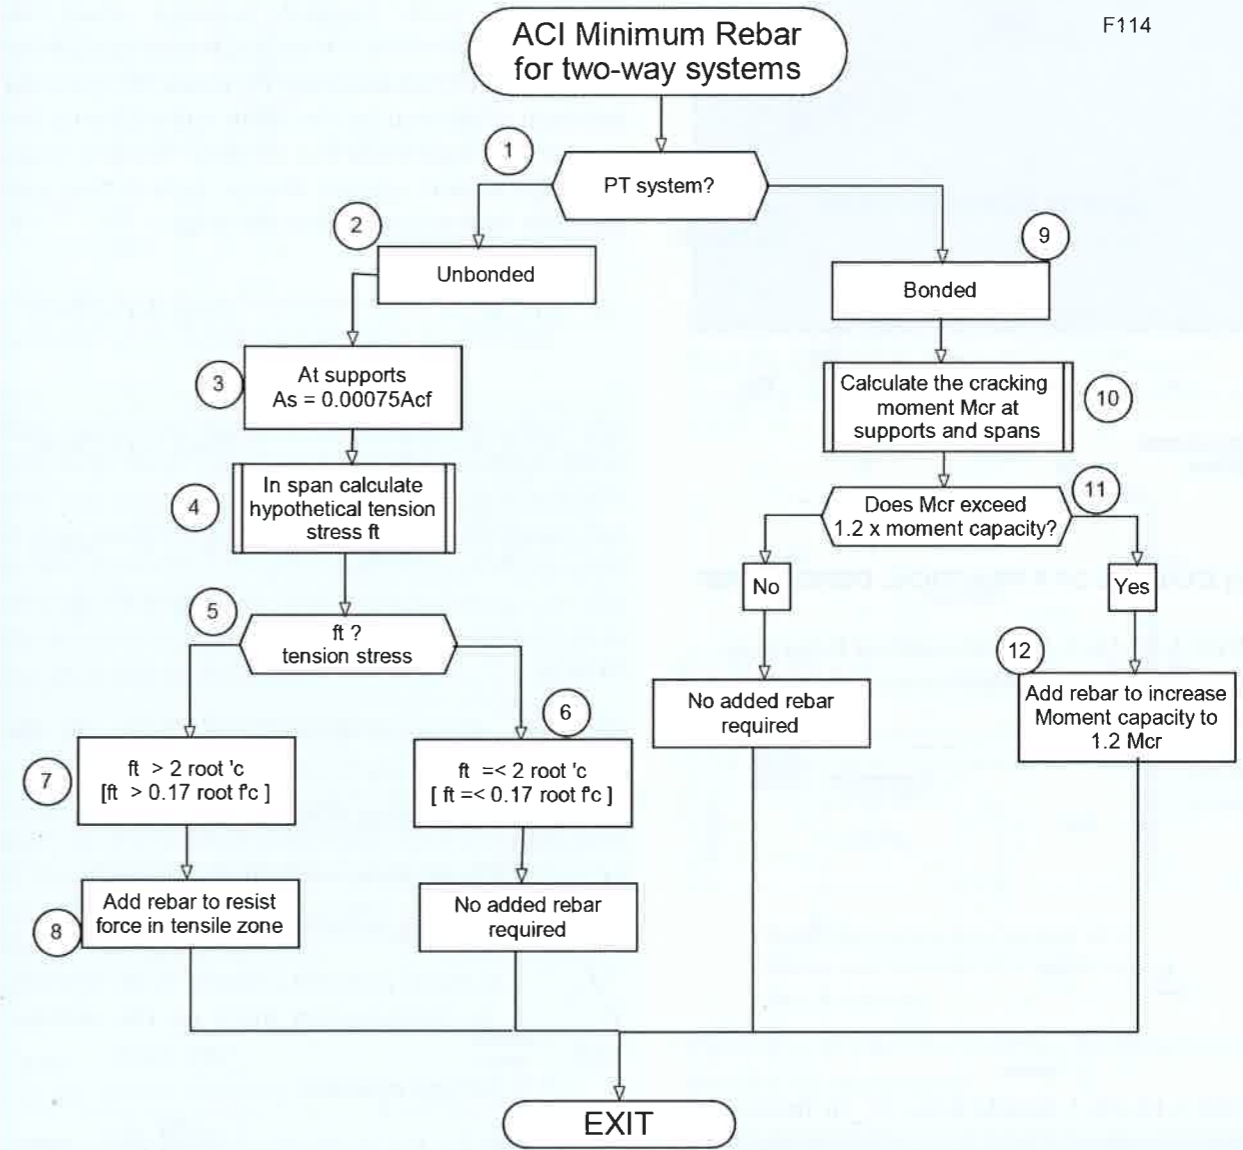 ACI Minimum Rebar
for two-way systems
F114
1
PT system?
2
Unbonded
9
Bonded
3
At supports
As = 0.00075Acf
10
Calculate the cracking
moment Mcr at
supports and spans
4
In span calculate
hypothetical tension
stress ft
11
Does Mcr exceed
1.2 x moment capacity?
No
Yes
5
ft ?
tension stress
6
12
No added rebar
required
Add rebar to increase
Moment capacity to
1.2 Mcr
7
ft > 2 root 'c
[ft > 0.17 root f'c ]
ft =< 2 root 'c
[ ft =< 0.17 root f'c ]
8
Add rebar to resist
force in tensile zone
No added rebar
required
EXIT